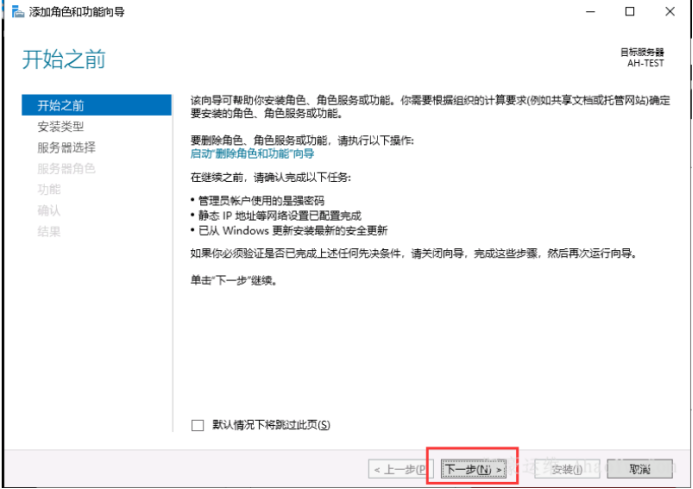 添加角色和功能向导
开始之前
目标服务器
AH-TEST
开始之前
安装类型
服务器选择
服务器角色
功能
确认
结果
该向导可帮助你安装角色、角色服务或功能。你需要根据组织的计算要求(例如共享文档或托管网站)确定
要安装的角色、角色服务或功能。
要删除角色、角色服务或功能，请执行以下操作:
启动“删除角色和功能”向导
在继续之前，请确认完成以下任务:
• 管理员帐户使用的是强密码
• 静态 IP 地址等网络设置已配置完成
• 已从 Windows 更新安装最新的安全更新
如果你必须验证是否已完成上述任何先决条件，请关闭向导，完成这些步骤，然后再次运行向导。
单击“下一步”继续。
默认情况下将跳过此页(S)
< 上一步(P) 下一步(N) > 安装(I) 取消